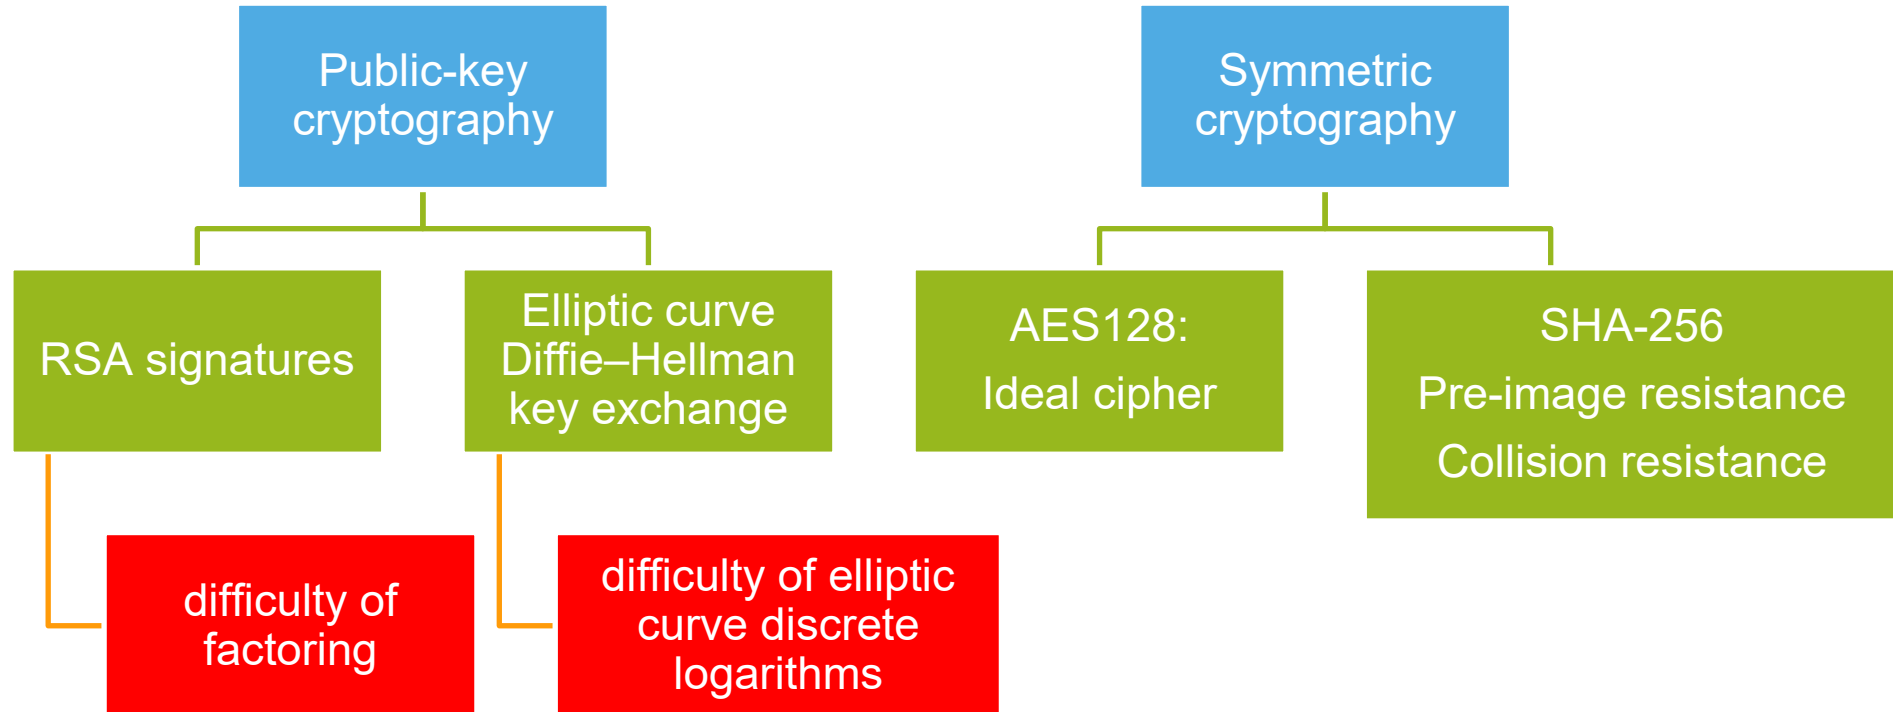 Public-key
cryptography
Symmetric
cryptography
RSA signatures
Elliptic curve
Diffie–Hellman
key exchange
AES128:
Ideal cipher
SHA-256
Pre-image resistance
Collision resistance
difficulty of
factoring
difficulty of elliptic
curve discrete
logarithms